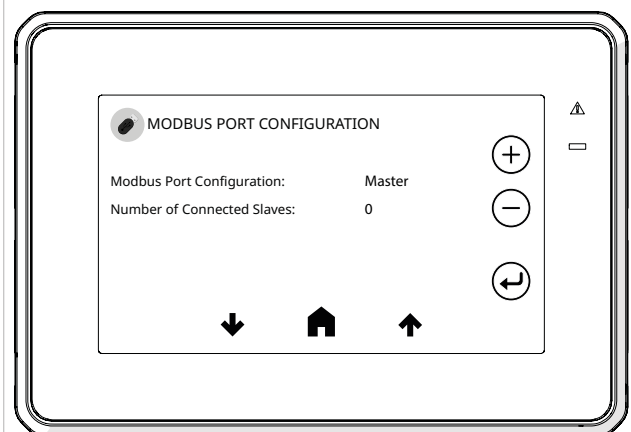 MODBUS PORT CONFIGURATION
Modbus Port Configuration: Master
Number of Connected Slaves: 0